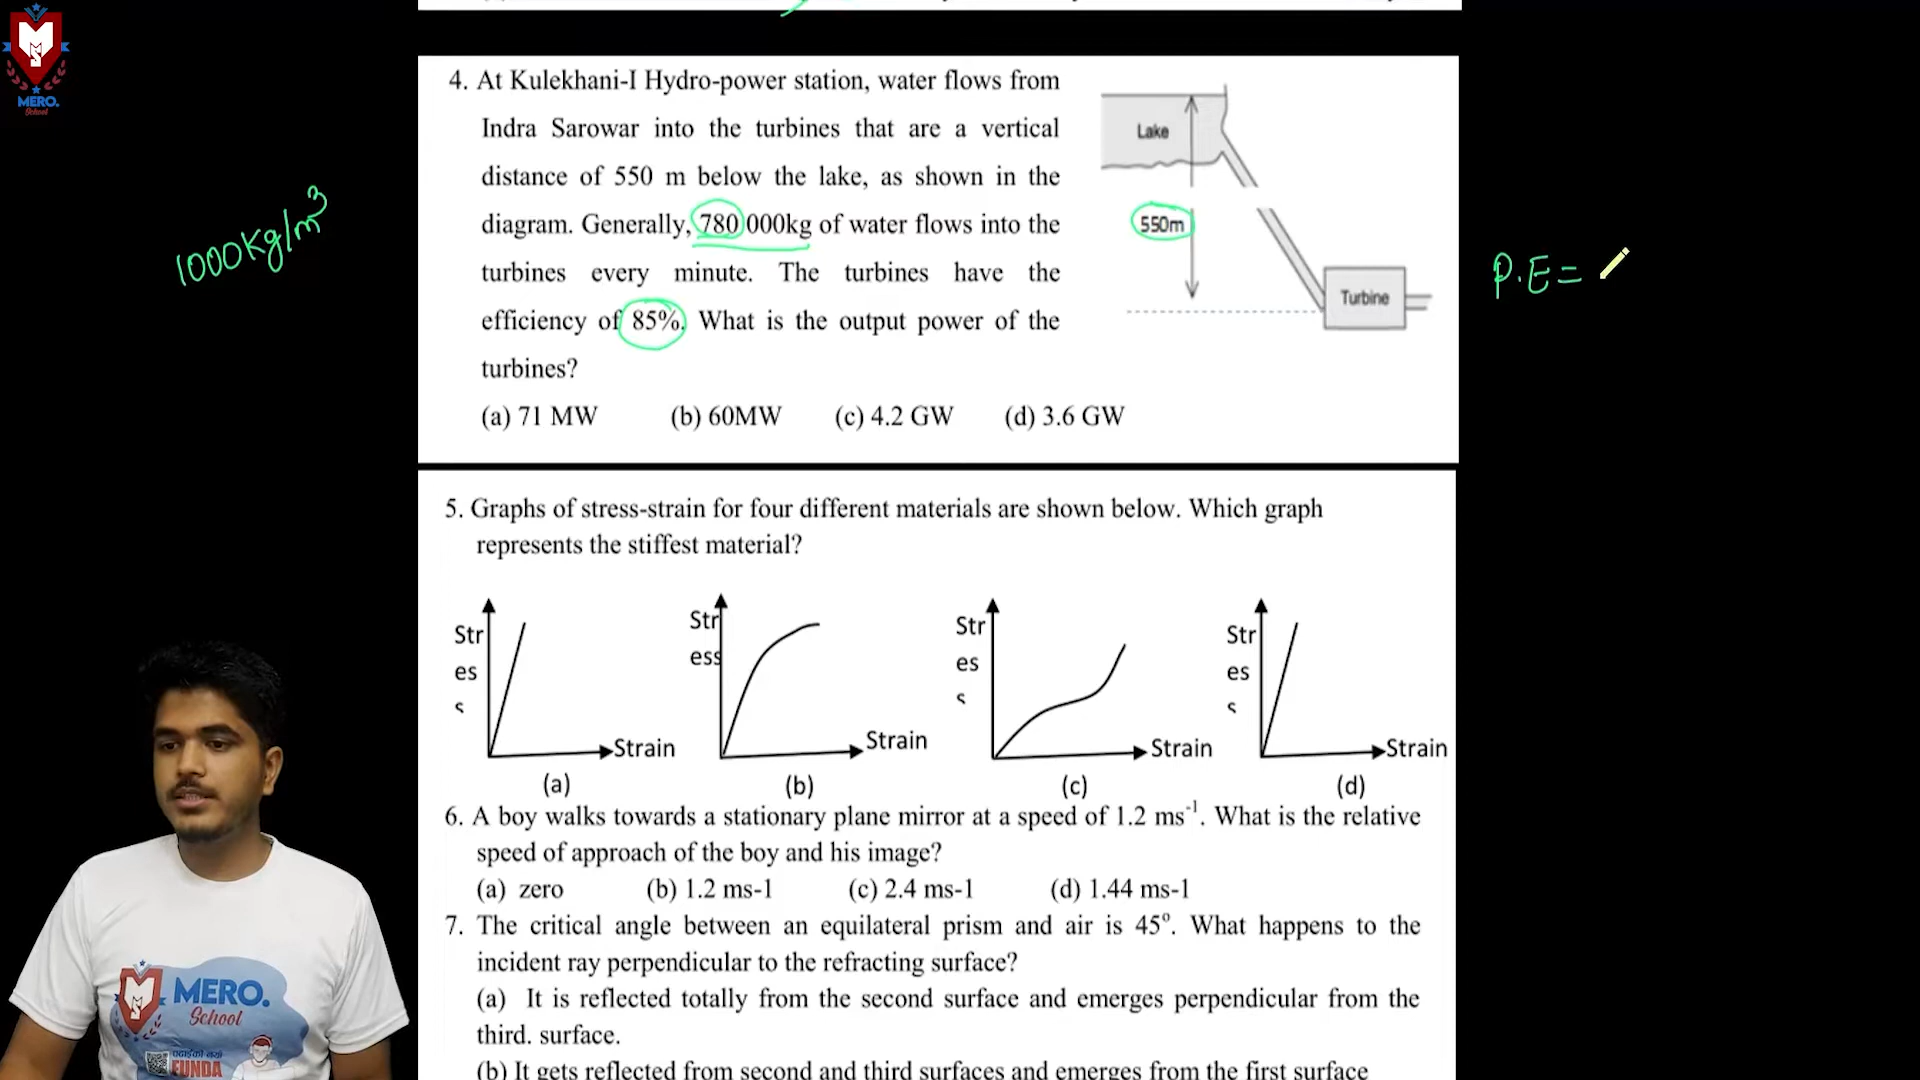 MERO.
School
4. At Kulekhani-I Hydro-power station, water flows from
Indra Sarowar into the turbines that are a vertical
distance of 550 m below the lake, as shown in the
diagram. Generally, 780 000kg of water flows into the
turbines every minute. The turbines have the
efficiency of 85%. What is the output power of the
turbines?
(a) 71 MW (b) 60MW (c) 4.2 GW (d) 3.6 GW
Lake
550m
Turbine
1000kg/m³
P.E =
5. Graphs of stress-strain for four different materials are shown below. Which graph
represents the stiffest material?
Str
es
s
Strain
(a)
Str
ess
Strain
(b)
Str
es
s
Strain
(c)
Str
es
s
Strain
(d)
6. A boy walks towards a stationary plane mirror at a speed of 1.2 ms⁻¹. What is the relative
speed of approach of the boy and his image?
(a) zero (b) 1.2 ms-1 (c) 2.4 ms-1 (d) 1.44 ms-1
7. The critical angle between an equilateral prism and air is 45°. What happens to the
incident ray perpendicular to the refracting surface?
(a) It is reflected totally from the second surface and emerges perpendicular from the
third. surface.
(b) It gets reflected from second and third surfaces and emerges from the first surface
MERO.
School
FUNDA